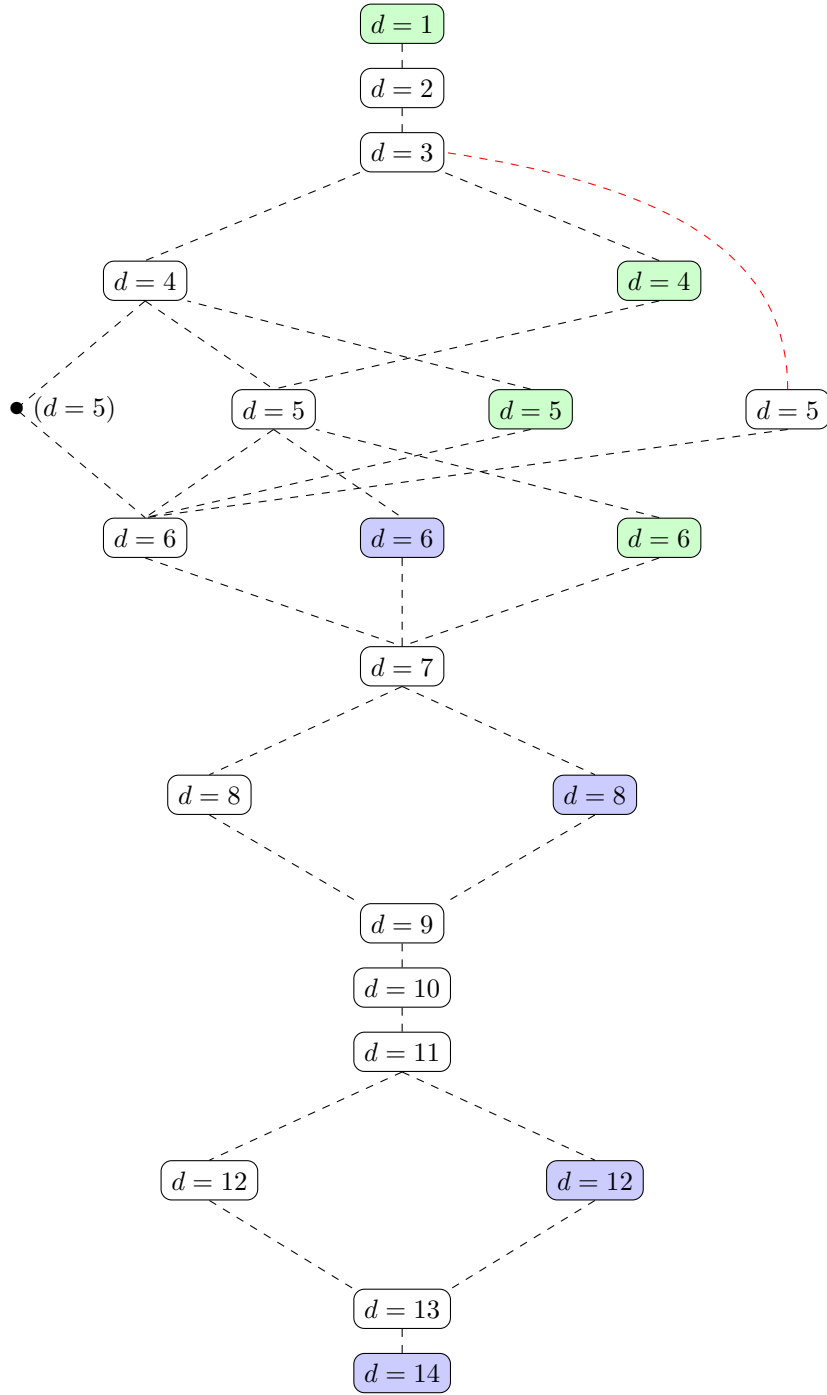 d = 1
d = 2
d = 3
d = 4 d = 4
(d = 5) d = 5 d = 5 d = 5
d = 6 d = 6 d = 6
d = 7
d = 8 d = 8
d = 9
d = 10
d = 11
d = 12 d = 12
d = 13
d = 14